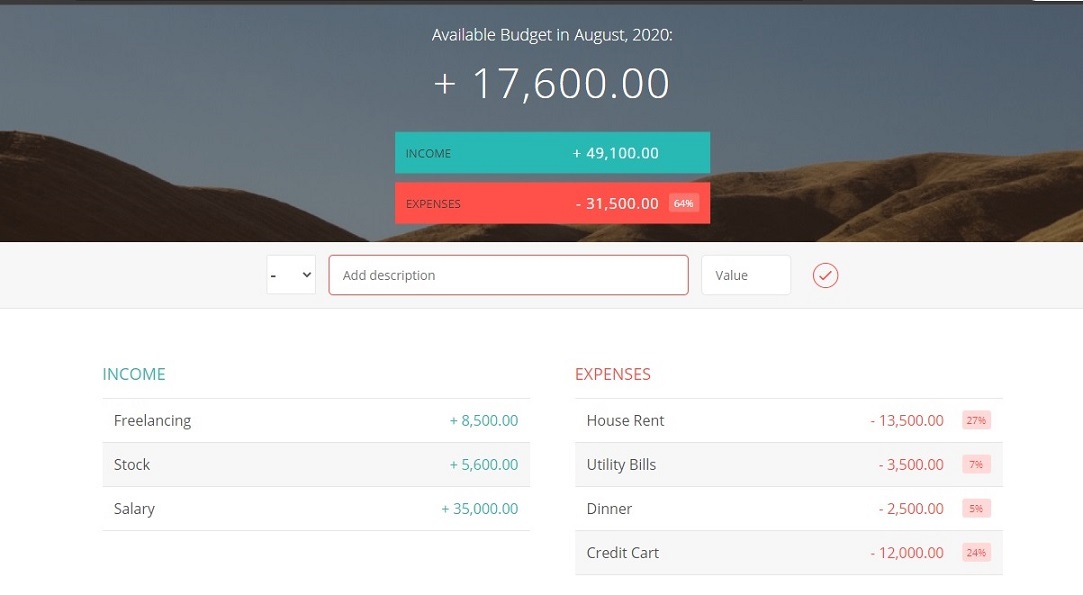 Available Budget in August, 2020:
+ 17,600.00
INCOME + 49,100.00
EXPENSES - 31,500.00 64%
- Add description Value
INCOME
Freelancing + 8,500.00
Stock + 5,600.00
Salary + 35,000.00
EXPENSES
House Rent - 13,500.00 27%
Utility Bills - 3,500.00 7%
Dinner - 2,500.00 5%
Credit Cart - 12,000.00 24%